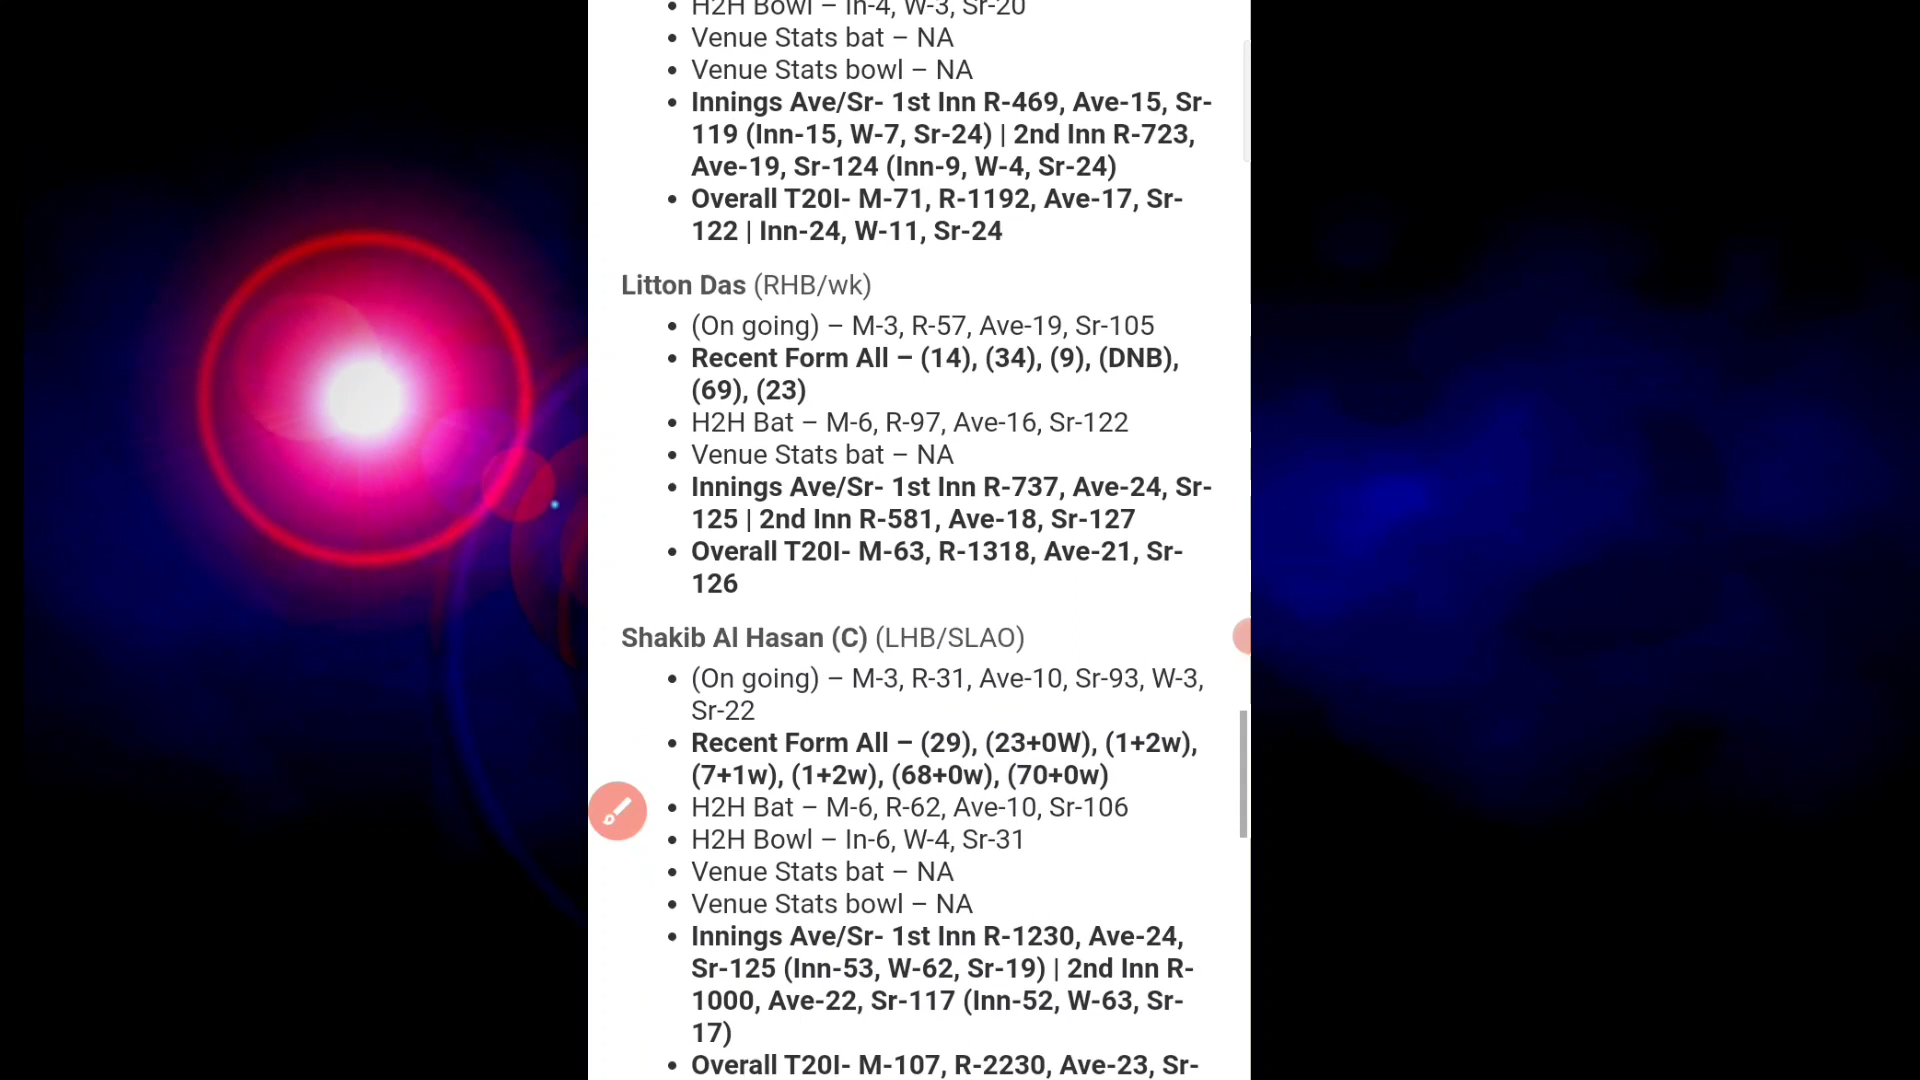 H2H Bowl – In-4, W-3, Sr-20
Venue Stats bat – NA
Venue Stats bowl – NA
Innings Ave/Sr- 1st Inn R-469, Ave-15, Sr-
119 (Inn-15, W-7, Sr-24) | 2nd Inn R-723,
Ave-19, Sr-124 (Inn-9, W-4, Sr-24)
Overall T20I- M-71, R-1192, Ave-17, Sr-
122 | Inn-24, W-11, Sr-24
Litton Das (RHB/wk)
(On going) – M-3, R-57, Ave-19, Sr-105
Recent Form All – (14), (34), (9), (DNB),
(69), (23)
H2H Bat – M-6, R-97, Ave-16, Sr-122
Venue Stats bat – NA
Innings Ave/Sr- 1st Inn R-737, Ave-24, Sr-
125 | 2nd Inn R-581, Ave-18, Sr-127
Overall T20I- M-63, R-1318, Ave-21, Sr-
126
Shakib Al Hasan (C) (LHB/SLAO)
(On going) – M-3, R-31, Ave-10, Sr-93, W-3,
Sr-22
Recent Form All – (29), (23+0W), (1+2w),
(7+1w), (1+2w), (68+0w), (70+0w)
H2H Bat – M-6, R-62, Ave-10, Sr-106
H2H Bowl – In-6, W-4, Sr-31
Venue Stats bat – NA
Venue Stats bowl – NA
Innings Ave/Sr- 1st Inn R-1230, Ave-24,
Sr-125 (Inn-53, W-62, Sr-19) | 2nd Inn R-
1000, Ave-22, Sr-117 (Inn-52, W-63, Sr-
17)
Overall T20I- M-107, R-2230, Ave-23, Sr-